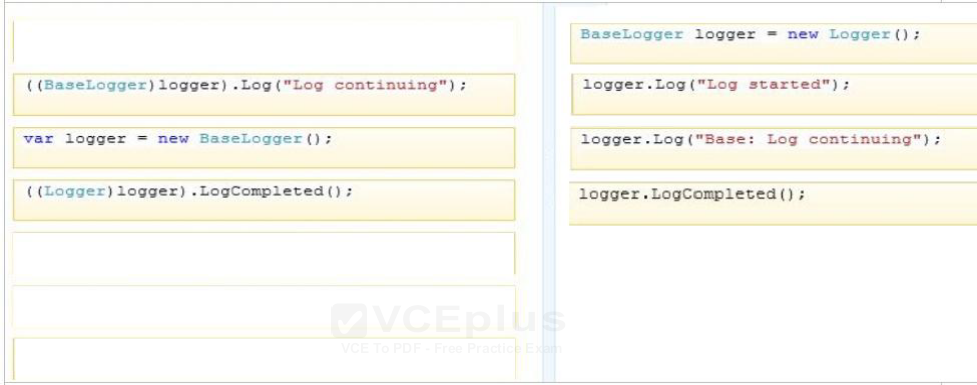 ((BaseLogger)logger).Log("Log continuing");
var logger = new BaseLogger();
((Logger)logger).LogCompleted();
BaseLogger logger = new Logger();
logger.Log("Log started");
logger.Log("Base: Log continuing");
logger.LogCompleted();
VCEplus
VCE To PDF - Free Practice Exam